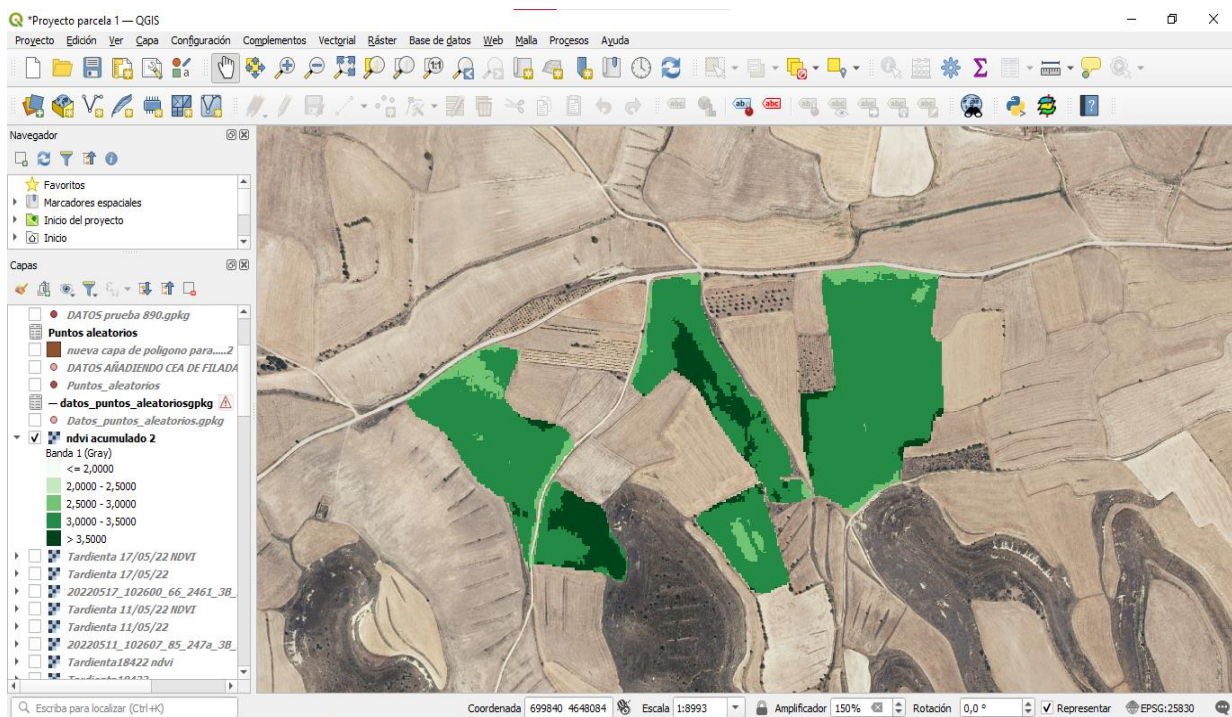 *Proyecto parcela 1 — QGIS
Proyecto Edición Ver Capa Configuración Complementos Vectorial Ráster Base de datos Web Malla Procesos Ayuda
Navegador
Favoritos
Marcadores espaciales
Inicio del proyecto
Inicio
Capas
DATOS prueba 890.gpkg
Puntos aleatorios
nueva capa de poligono para.....2
DATOS AÑADIENDO CEA DE FILADA
Puntos_aleatorios
— datos_puntos_aleatoriosgpkg
Datos_puntos_aleatorios.gpkg
ndvi acumulado 2
Banda 1 (Gray)
<= 2,0000
2,0000 - 2,5000
2,5000 - 3,0000
3,0000 - 3,5000
> 3,5000
Tardienta 17/05/22 NDVI
Tardienta 17/05/22
20220517_102600_66_2461_3B_
Tardienta 11/05/22 NDVI
Tardienta 11/05/22
20220511_102607_85_247a_3B_
Tardienta18422 ndvi
Escriba para localizar (Ctrl+K) Coordenada 699840 4648084 Escala 1:8993 Amplificador 150% Rotación 0,0 ° Representar EPSG:25830